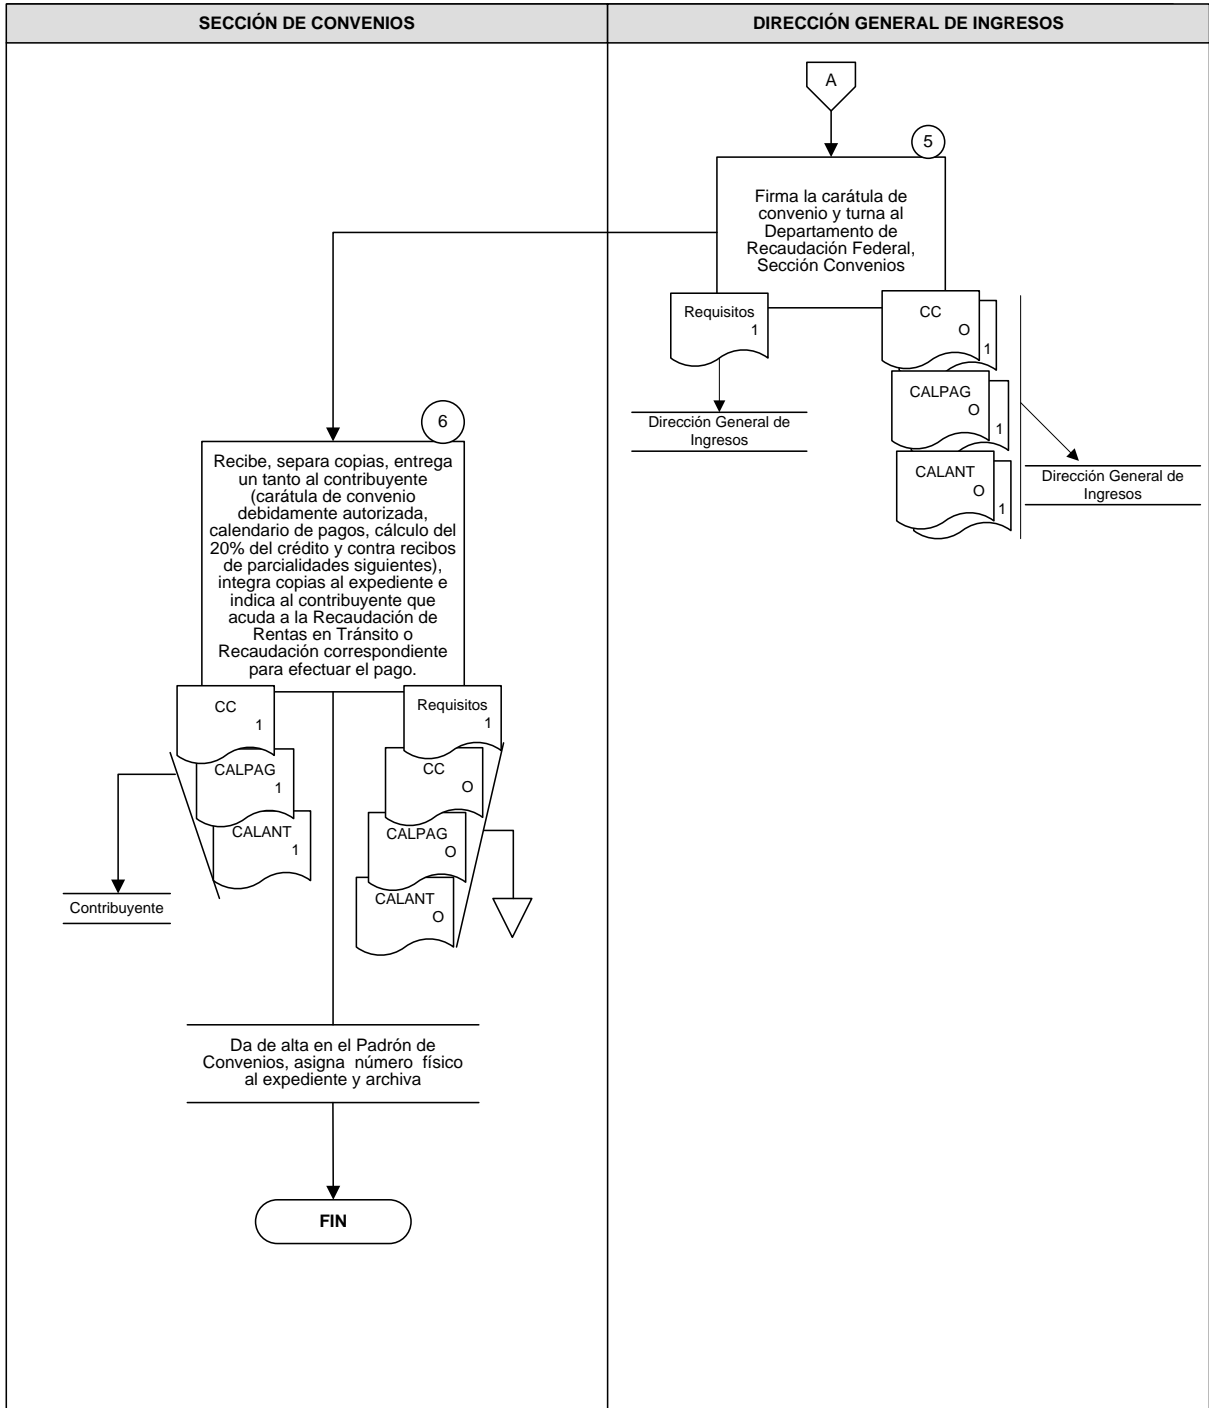 SECCIÓN DE CONVENIOS
DIRECCIÓN GENERAL DE INGRESOS
A
5
Firma la carátula de
convenio y turna al
Departamento de
Recaudación Federal,
Sección Convenios
Requisitos
1
CC
O
1
CALPAG
O
1
CALANT
O
1
Dirección General de
Ingresos
Dirección General de
Ingresos
6
Recibe, separa copias, entrega
un tanto al contribuyente
(carátula de convenio
debidamente autorizada,
calendario de pagos, cálculo del
20% del crédito y contra recibos
de parcialidades siguientes),
integra copias al expediente e
indica al contribuyente que
acuda a la Recaudación de
Rentas en Tránsito o
Recaudación correspondiente
para efectuar el pago.
CC
1
CALPAG
1
CALANT
1
Contribuyente
Requisitos
1
CC
O
CALPAG
O
CALANT
O
Da de alta en el Padrón de
Convenios, asigna número físico
al expediente y archiva
FIN